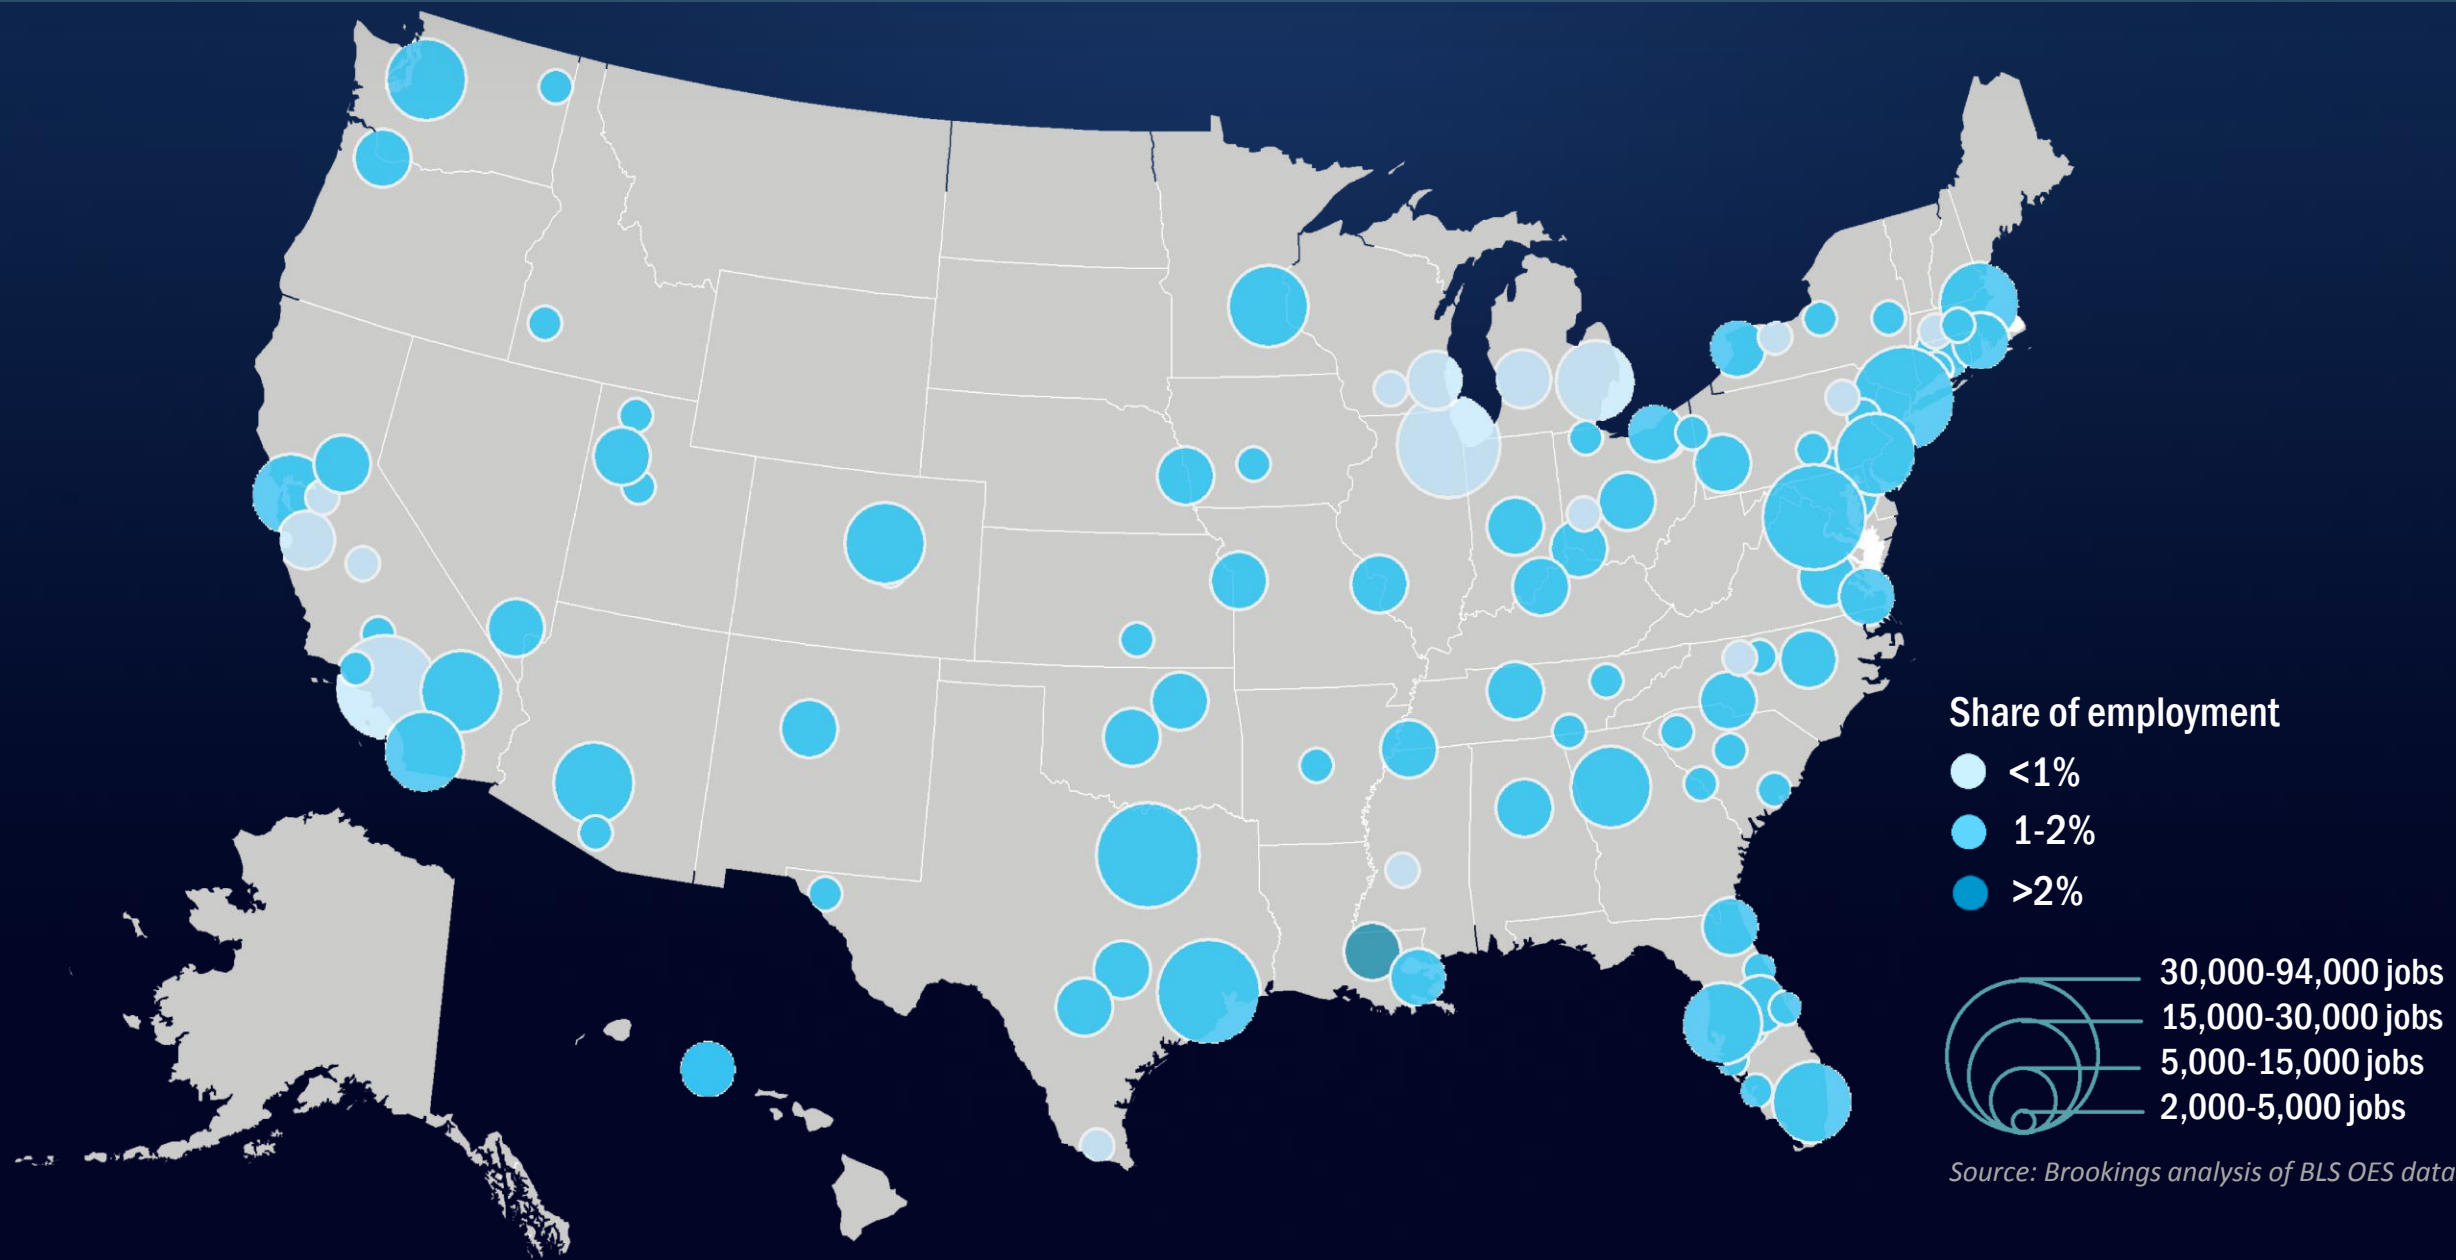 Share of employment
<1%
1-2%
>2%
30,000-94,000 jobs
15,000-30,000 jobs
5,000-15,000 jobs
2,000-5,000 jobs
Source: Brookings analysis of BLS OES data